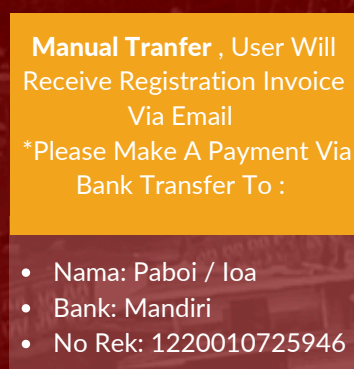 Manual Tranfer , User Will
Receive Registration Invoice
Via Email
*Please Make A Payment Via
Bank Transfer To :
• Nama: Paboi / Ioa
• Bank: Mandiri
• No Rek: 1220010725946